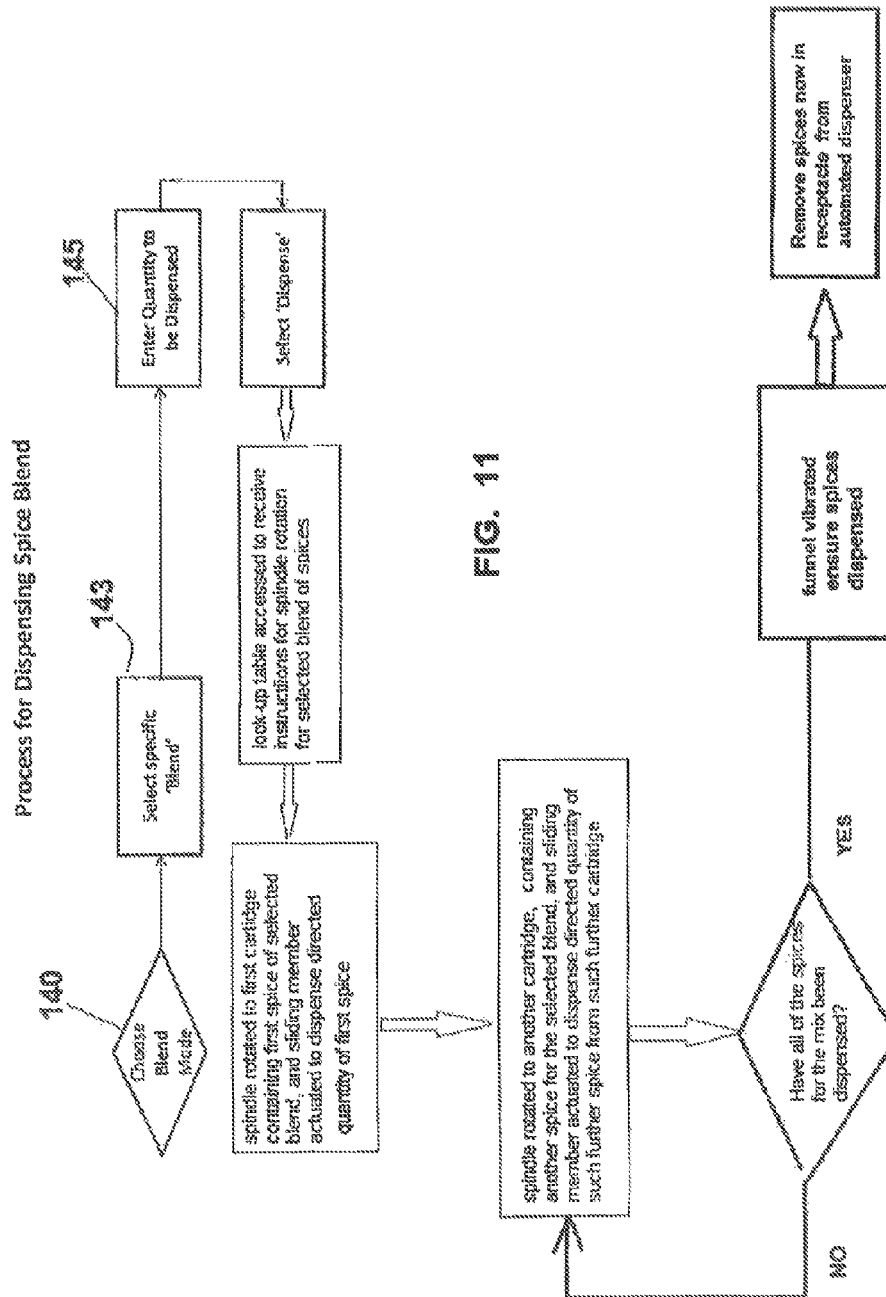 Process for Dispensing Spice Blend
140
Choose
Blend
Mode
143
Select specific
'Blend'
145
Enter Quantity to
be Dispensed
Select 'Dispense'
look-up table accessed to receive
instructions for spindle rotation
for selected blend of spices
spindle rotated to first cartidge
containing first spice of selected
blend, and sliding member
actuated to dispense directed
quantity of first spice
FIG. 11
spindle rotated to another cartridge, containing
another spice for the selected blend, and sliding
member actuated to dispense directed quantity of
such further spice from such further cartridge
Have all of the spices
for the mix been
dispensed?
NO
YES
funnel vibrated
ensure spices
dispensed
Remove spices now in
receptacle from
automated dispenser